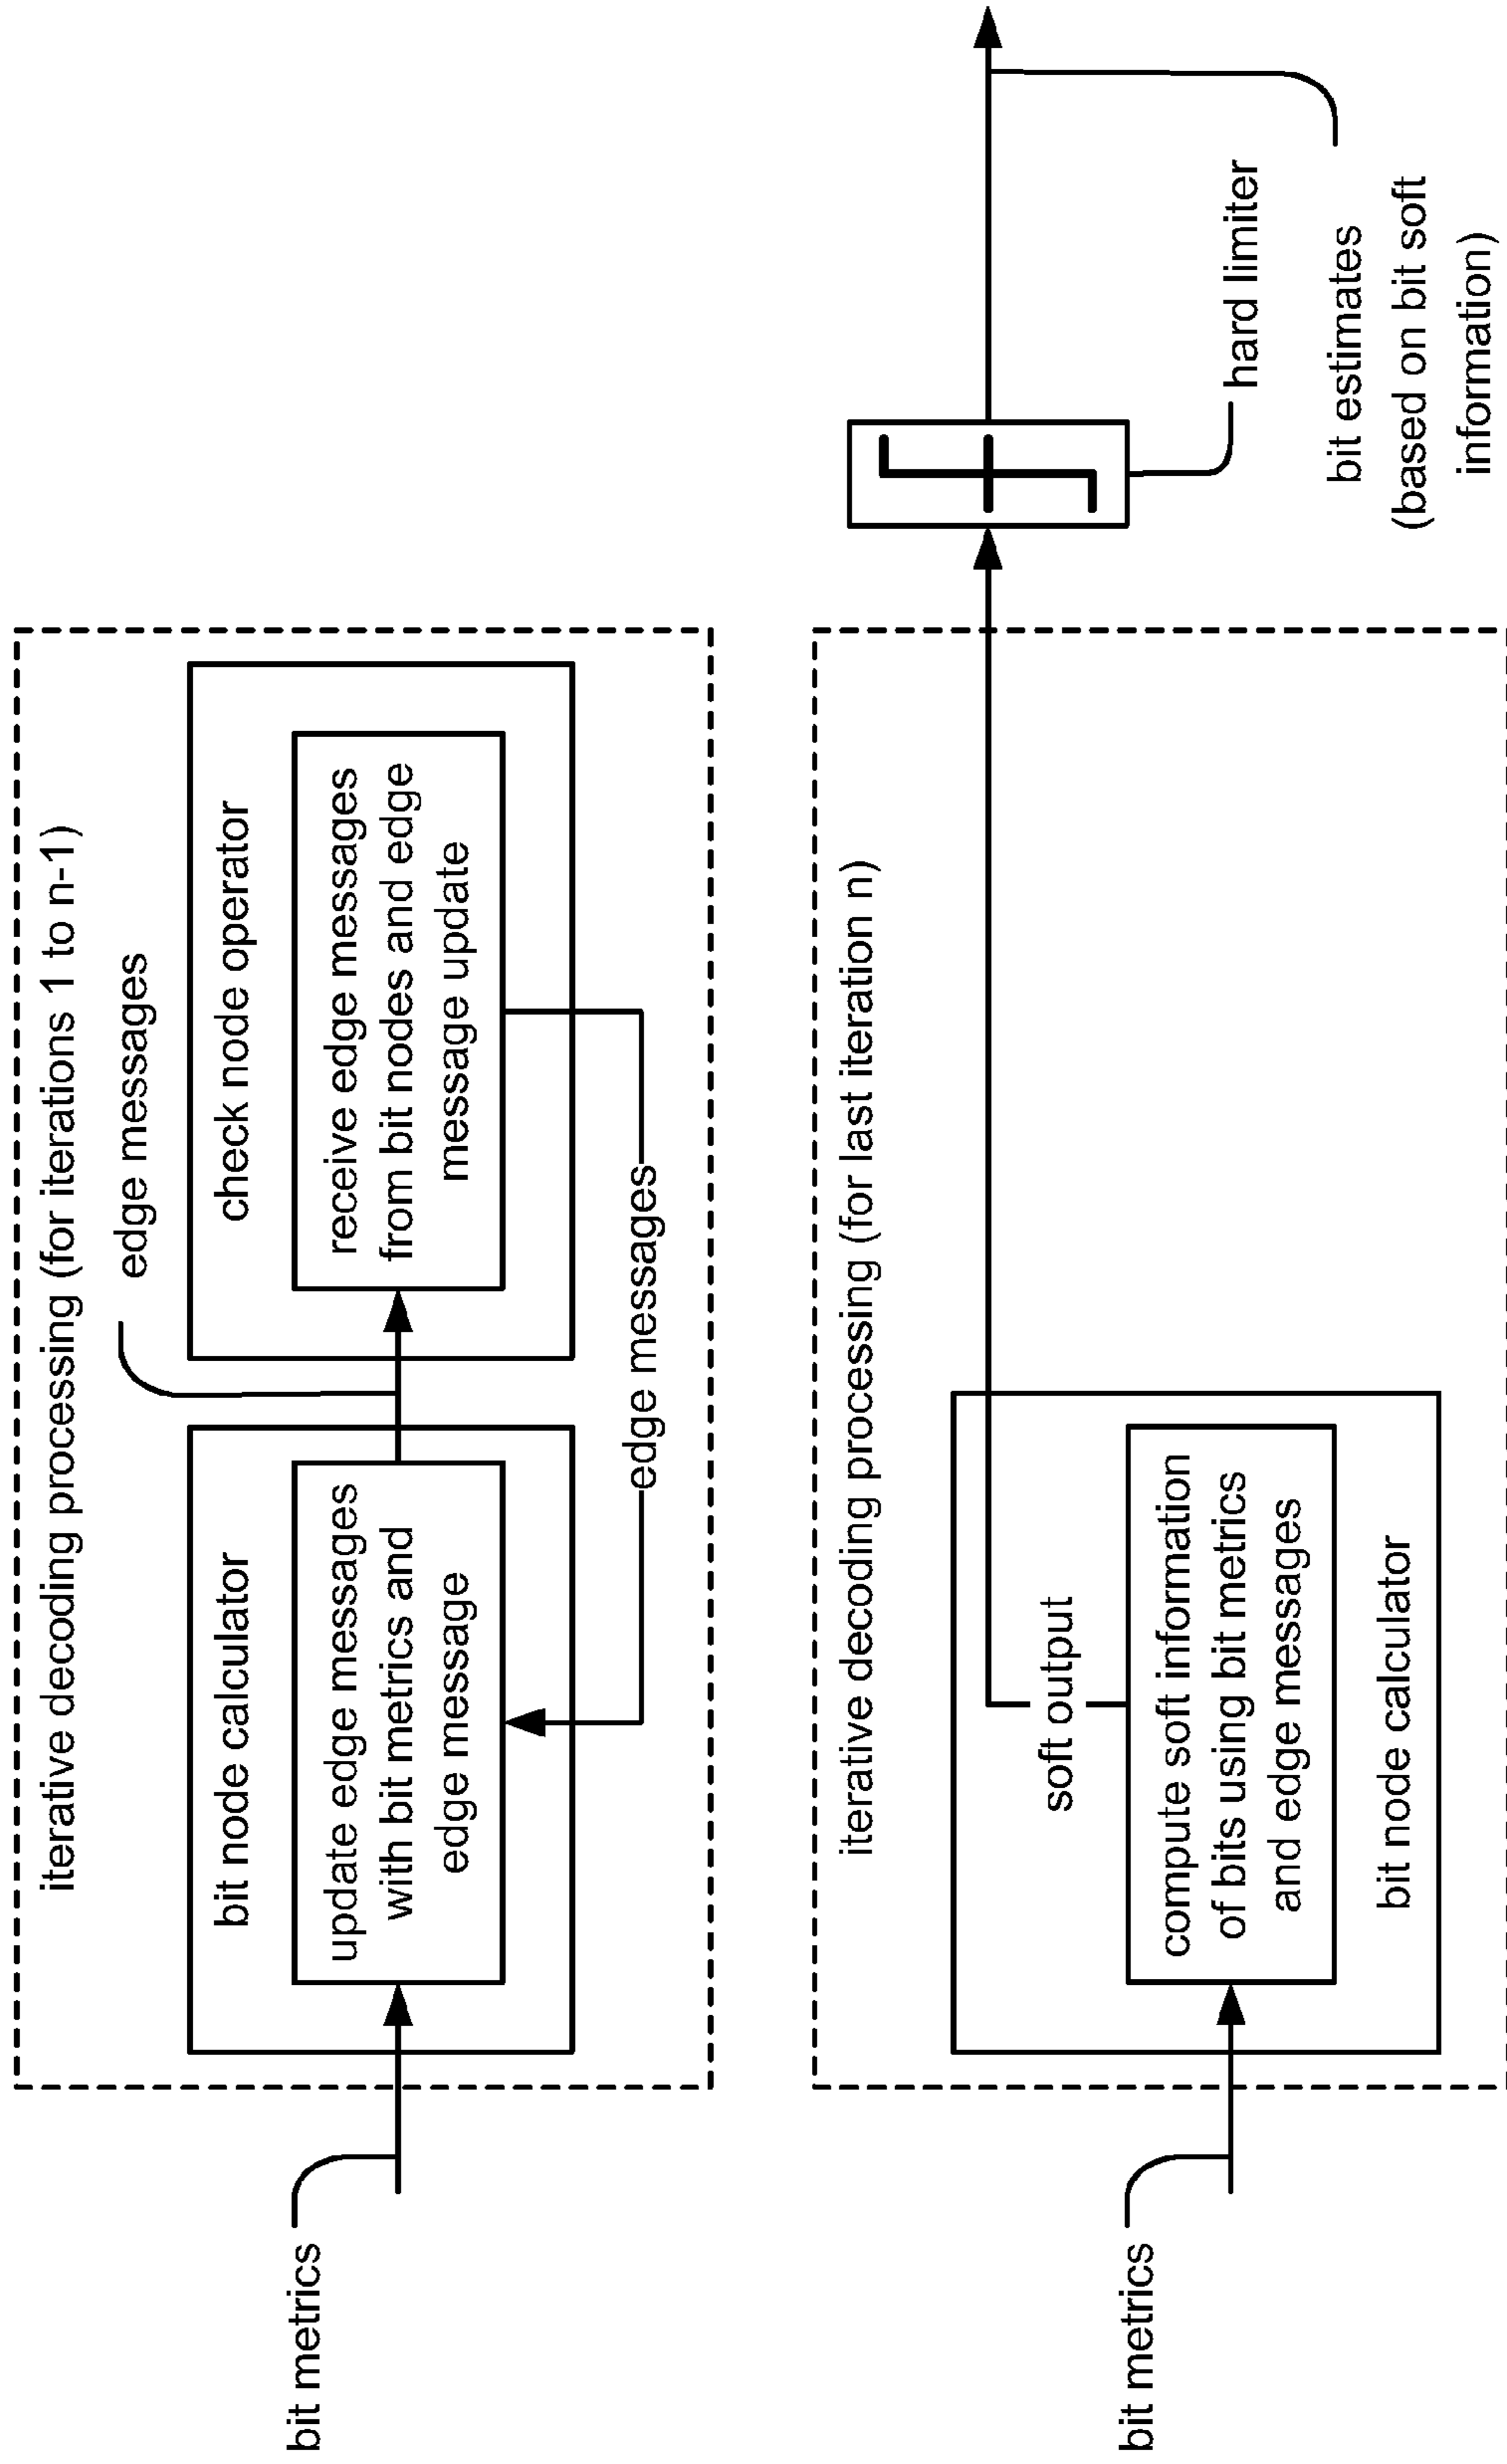 iterative decoding processing (for iterations 1 to n-1)
edge messages
bit node calculator
check node operator
update edge messages
with bit metrics and
edge message
receive edge messages
from bit nodes and edge
message update
bit metrics
edge messages
iterative decoding processing (for last iteration n)
soft output
compute soft information
of bits using bit metrics
and edge messages
bit node calculator
bit metrics
hard limiter
bit estimates
(based on bit soft
information)